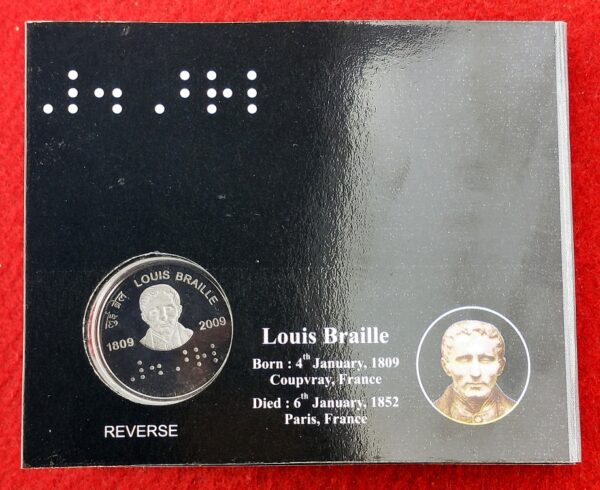 लुई ब्रेल LOUIS BRAILLE
1809 2009
REVERSE
Louis Braille
Born : 4th January, 1809
Coupvray, France
Died : 6th January, 1852
Paris, France